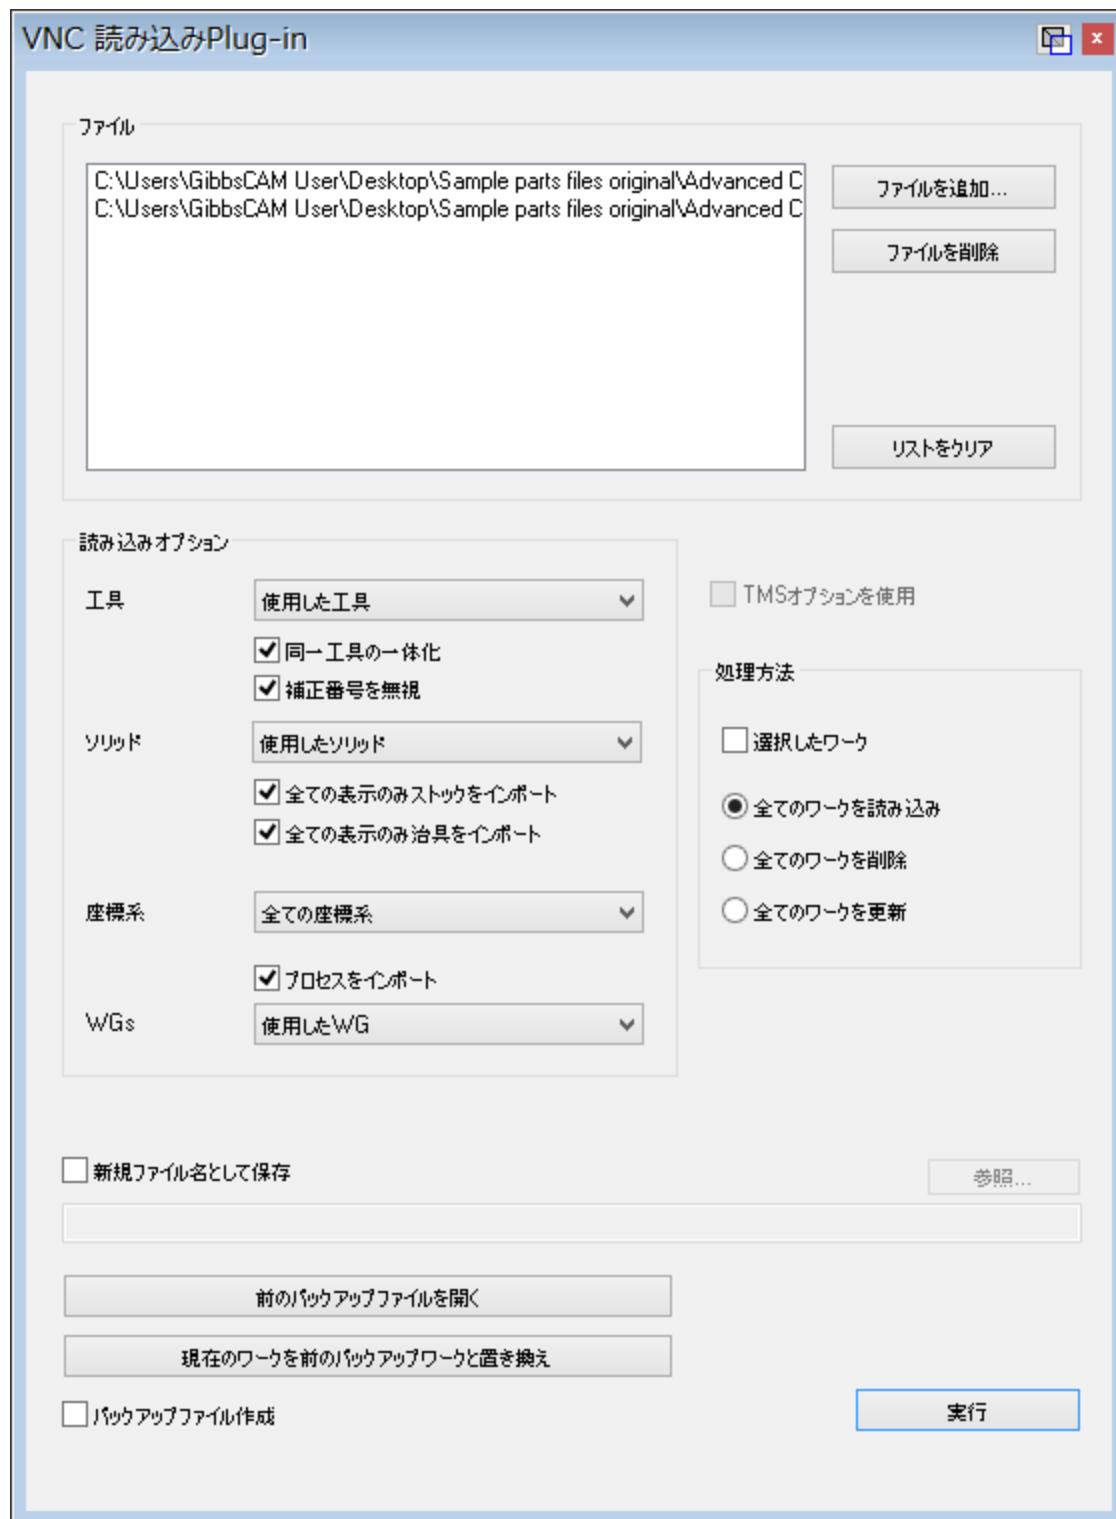 VNC 読み込みPlug-in
ファイル
C:\Users\GibbsCAM User\Desktop\Sample parts files original\Advanced C
C:\Users\GibbsCAM User\Desktop\Sample parts files original\Advanced C
ファイルを追加...
ファイルを削除
リストをクリア
読み込みオプション
工具
使用した工具
TMSオプションを使用
同一工具の一体化
補正番号を無視
処理方法
ソリッド
使用したソリッド
選択したワーク
全ての表示のみストックをインポート
全てのワークを読み込み
全ての表示のみ治具をインポート
全てのワークを削除
座標系
全ての座標系
全てのワークを更新
プロセスをインポート
WGs
使用したWG
新規ファイル名として保存
参照...
前のバックアップファイルを開く
現在のワークを前のバックアップワークと置き換え
バックアップファイル作成
実行